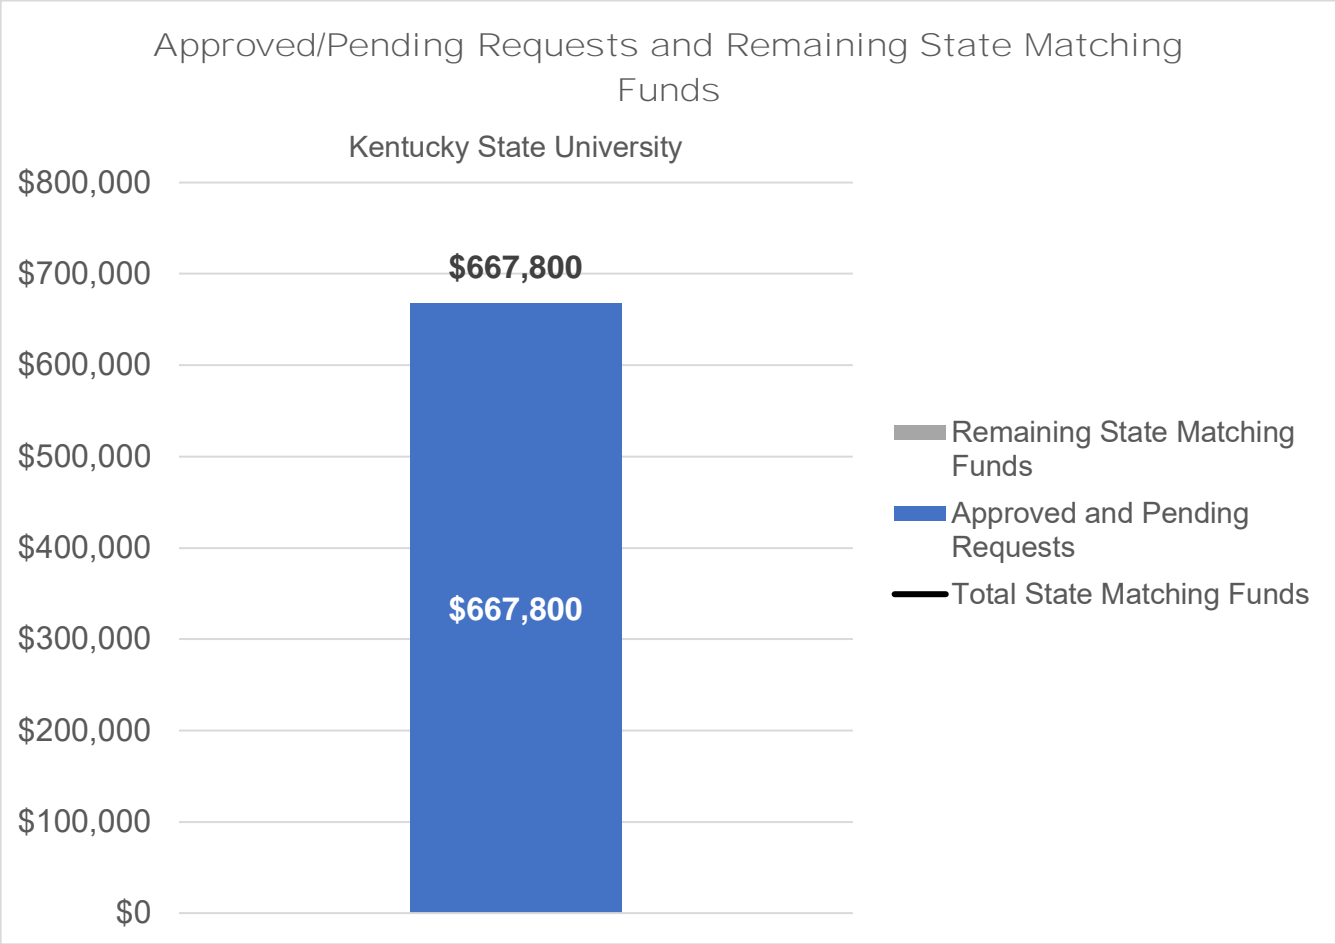 Approved/Pending Requests and Remaining State Matching
Funds
Kentucky State University
$800,000
$700,000
$600,000
$500,000
$400,000
$300,000
$200,000
$100,000
$0
$667,800
$667,800
Remaining State Matching
Funds
Approved and Pending
Requests
Total State Matching Funds